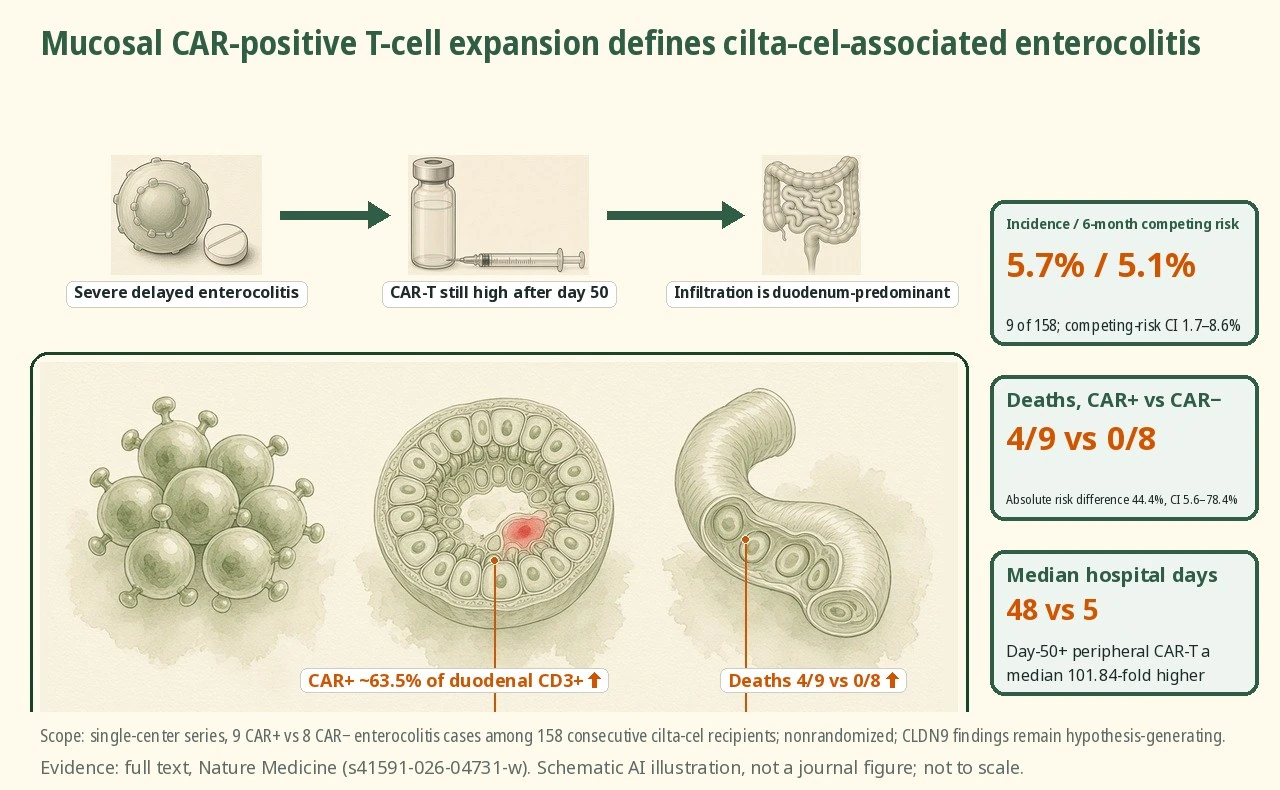 Mucosal CAR-positive T-cell expansion defines cilta-cel-associated enterocolitis
Severe delayed enterocolitis
CAR-T still high after day 50
Infiltration is duodenum-predominant
Incidence / 6-month competing risk
5.7% / 5.1%
9 of 158; competing-risk CI 1.7–8.6%
Deaths, CAR+ vs CAR−
4/9 vs 0/8
Absolute risk difference 44.4%, CI 5.6–78.4%
Median hospital days
48 vs 5
Day-50+ peripheral CAR-T a
median 101.84-fold higher
CAR+ ~63.5% of duodenal CD3+ ⬆
Deaths 4/9 vs 0/8 ⬆
Scope: single-center series, 9 CAR+ vs 8 CAR− enterocolitis cases among 158 consecutive cilta-cel recipients; nonrandomized; CLDN9 findings remain hypothesis-generating.
Evidence: full text, Nature Medicine (s41591-026-04731-w). Schematic AI illustration, not a journal figure; not to scale.